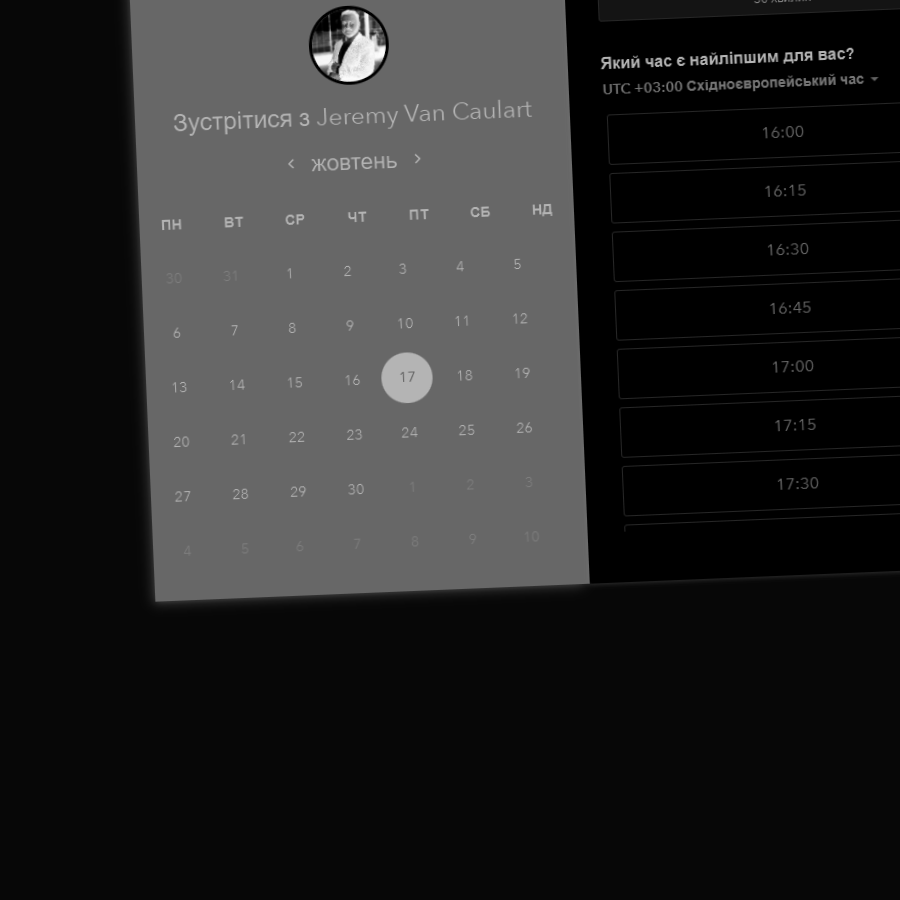 Зустрітися з Jeremy Van Caulart
жовтень
ПН ВТ СР ЧТ ПТ СБ НД
30 31 1 2 3 4 5
6 7 8 9 10 11 12
13 14 15 16 17 18 19
20 21 22 23 24 25 26
27 28 29 30 1 2 3
4 5 6 7 8 9 10
Який час є найліпшим для вас?
UTC +03:00 Східноєвропейський час
16:00
16:15
16:30
16:45
17:00
17:15
17:30